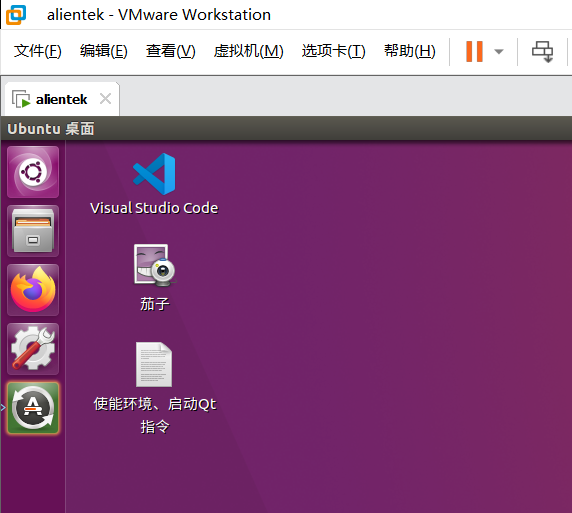 alientek - VMware Workstation
文件(F) 编辑(E) 查看(V) 虚拟机(M) 选项卡(T) 帮助(H)
alientek
Ubuntu 桌面
Visual Studio Code
茄子
使能环境、启动Qt
指令